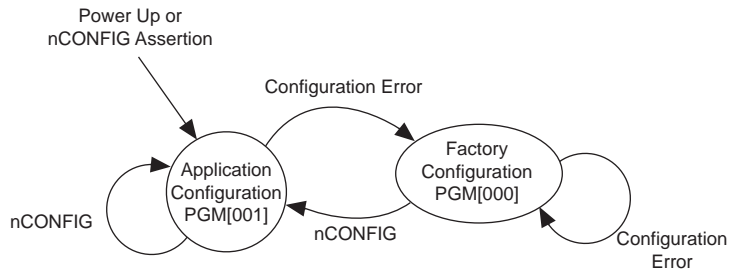 Power Up or
nCONFIG Assertion
Configuration Error
Application
Configuration
PGM[001]
Factory
Configuration
PGM[000]
nCONFIG
nCONFIG
Configuration
Error